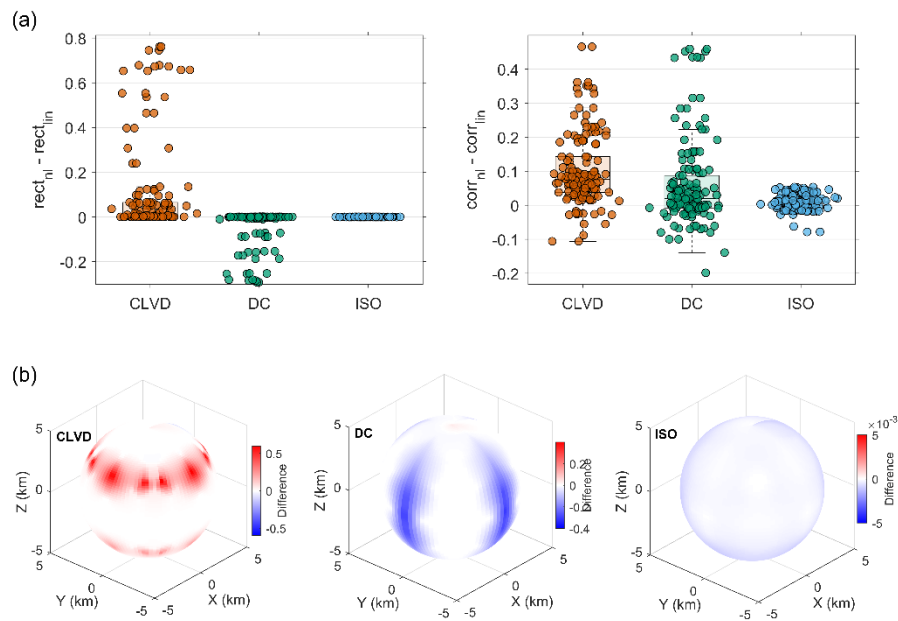 (a)
0.8
0.6
0.4
0.2
0
-0.2
rect_nl - rect_lin
CLVD DC ISO
0.4
0.3
0.2
0.1
0
-0.1
-0.2
corr_nl - corr_lin
CLVD DC ISO
(b)
CLVD
5
0
-5
Z (km)
5
0
-5
Y (km)
-5
0
5
X (km)
0.5
0
-0.5
Difference
DC
5
0
-5
Z (km)
5
0
-5
Y (km)
-5
0
5
X (km)
0.2
0
-0.2
-0.4
Difference
ISO
5
0
-5
Z (km)
5
0
-5
Y (km)
-5
0
5
X (km)
×10⁻³
5
0
-5
Difference